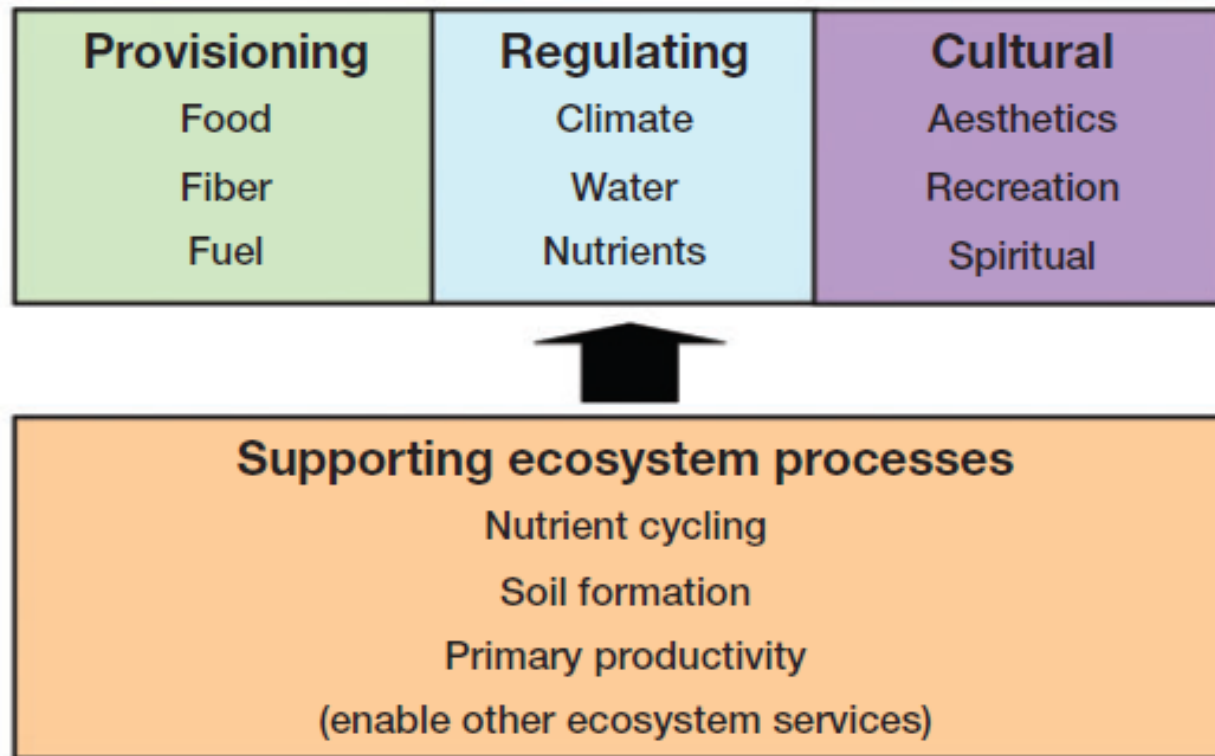 Provisioning
Food
Fiber
Fuel
Regulating
Climate
Water
Nutrients
Cultural
Aesthetics
Recreation
Spiritual
Supporting ecosystem processes
Nutrient cycling
Soil formation
Primary productivity
(enable other ecosystem services)